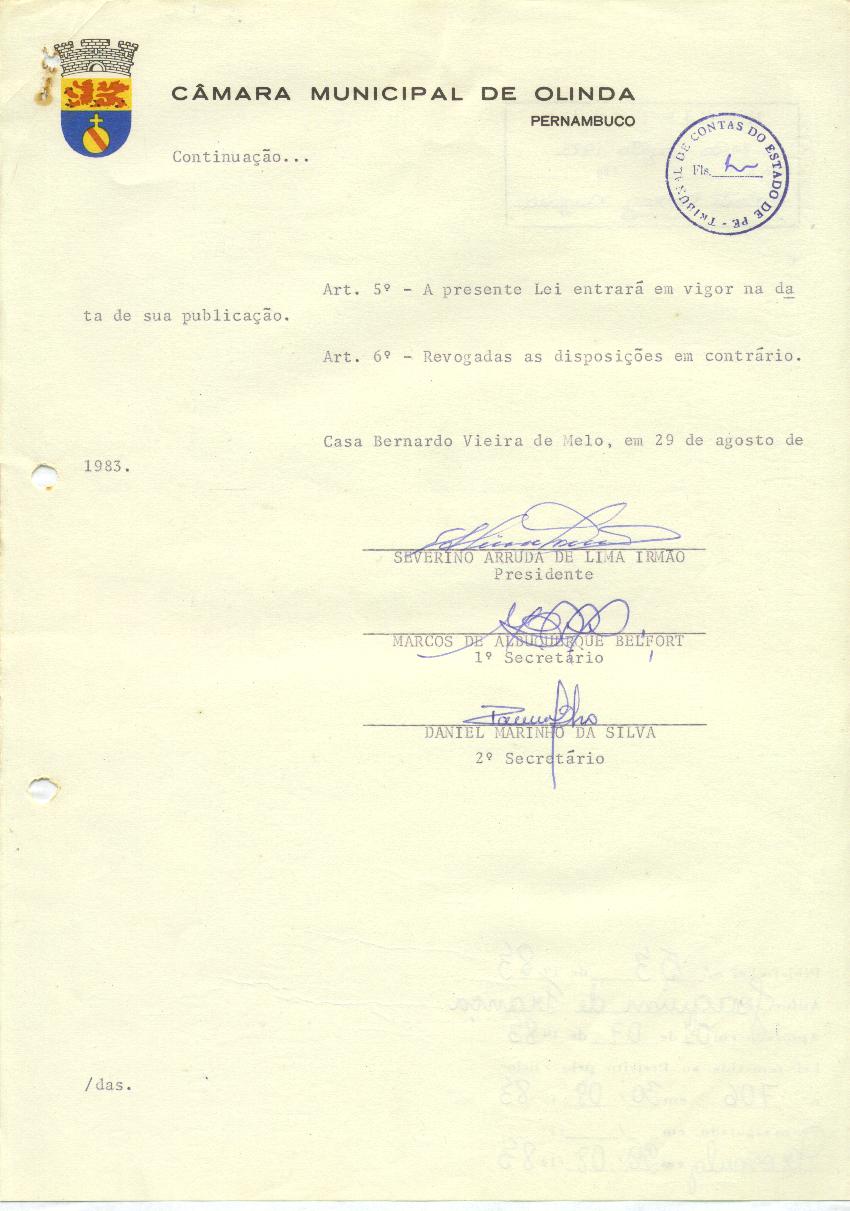 CÂMARA MUNICIPAL DE OLINDA
PERNAMBUCO
Continuação...
TRIBUNAL DE CONTAS DO ESTADO DE PE -
Fls.
Art. 5º - A presente Lei entrará em vigor na da
ta de sua publicação.
Art. 6º - Revogadas as disposições em contrário.
Casa Bernardo Vieira de Melo, em 29 de agosto de
1983.
SEVERINO ARRUDA DE LIMA IRMÃO
Presidente
MARCOS DE ALBUQUERQUE BELFORT
1º Secretário
DANIEL MARINHO DA SILVA
2º Secretário
/das.